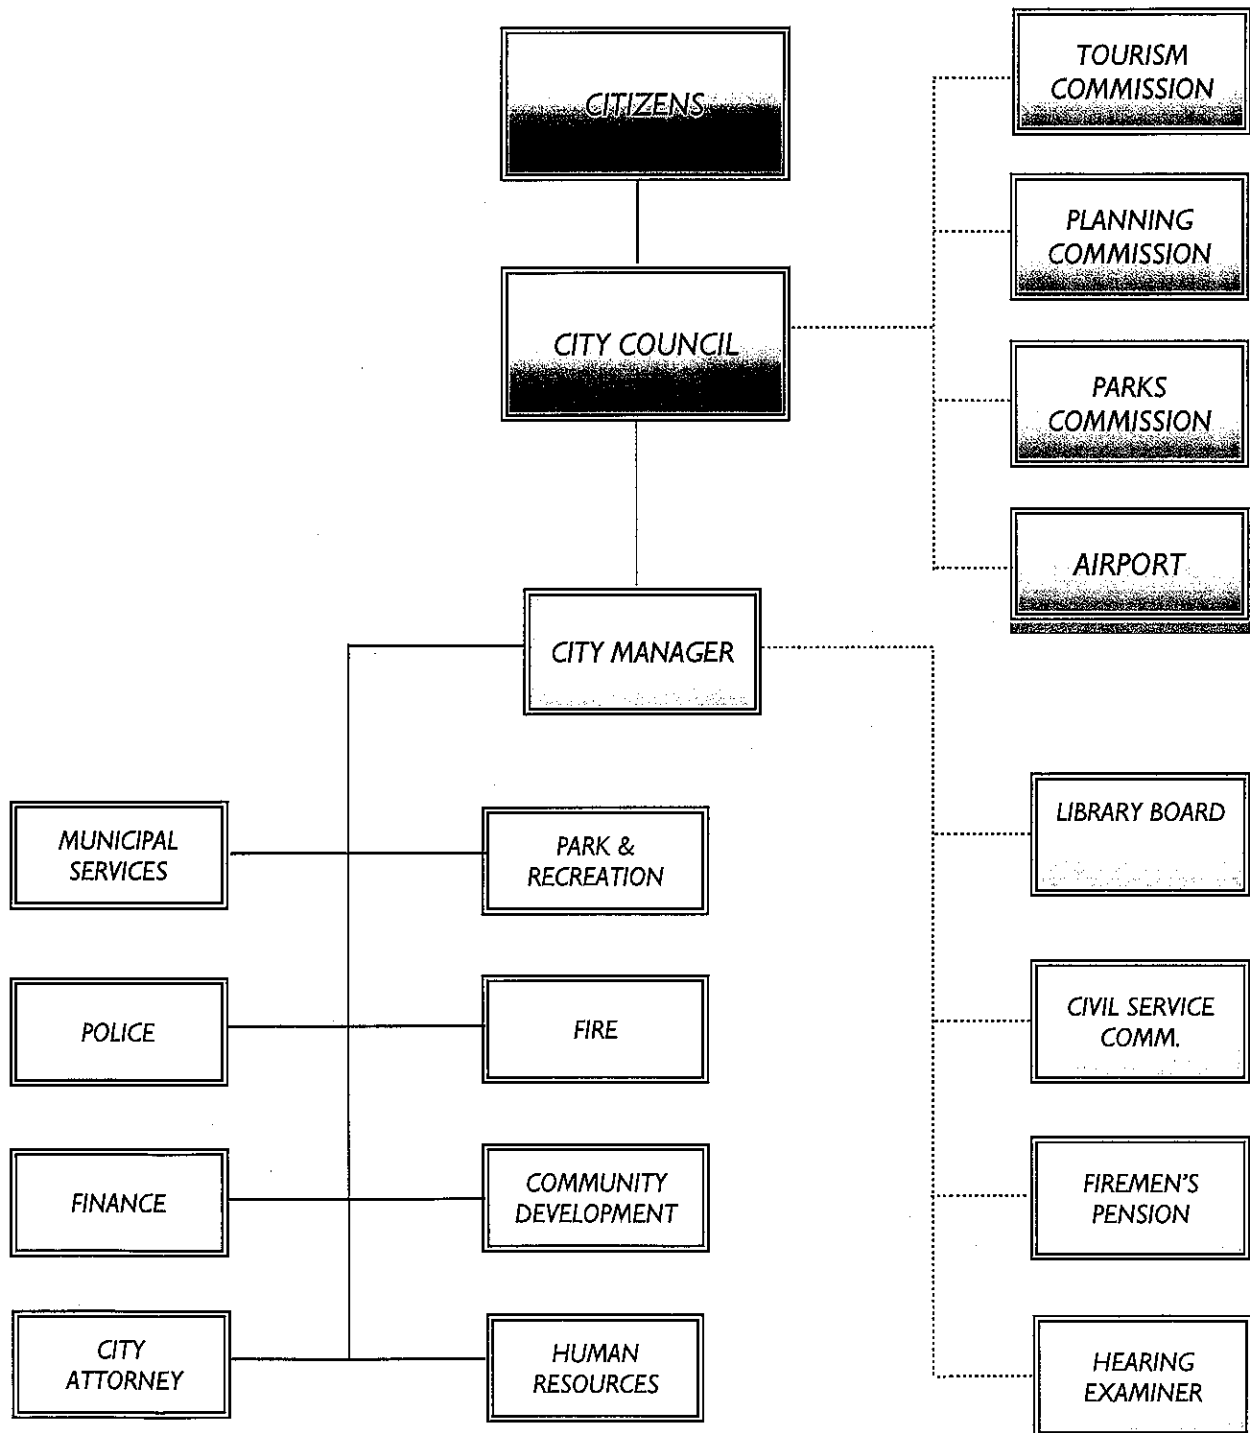 CITIZENS
TOURISM
COMMISSION
PLANNING
COMMISSION
CITY COUNCIL
PARKS
COMMISSION
AIRPORT
CITY MANAGER
MUNICIPAL
SERVICES
PARK &
RECREATION
LIBRARY BOARD
POLICE
FIRE
CIVIL SERVICE
COMM.
FINANCE
COMMUNITY
DEVELOPMENT
FIREMEN'S
PENSION
CITY
ATTORNEY
HUMAN
RESOURCES
HEARING
EXAMINER